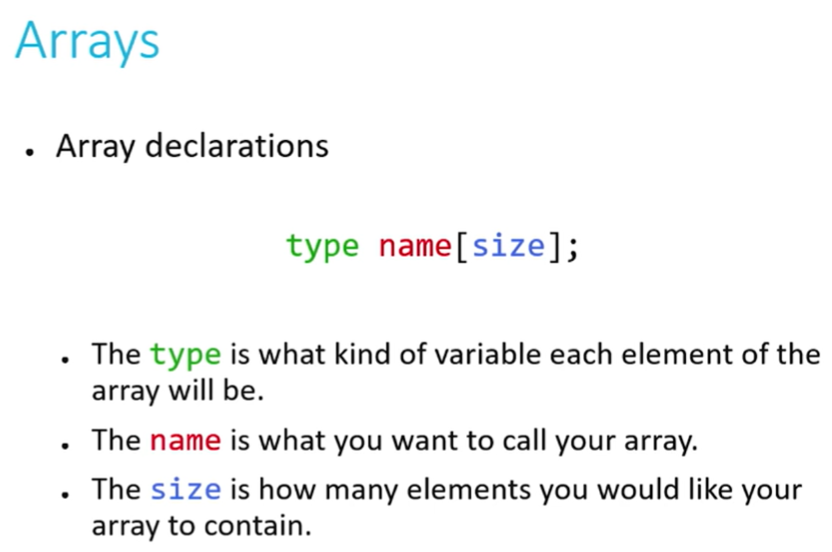 Arrays
• Array declarations
type name[size];
• The type is what kind of variable each element of the
array will be.
• The name is what you want to call your array.
• The size is how many elements you would like your
array to contain.